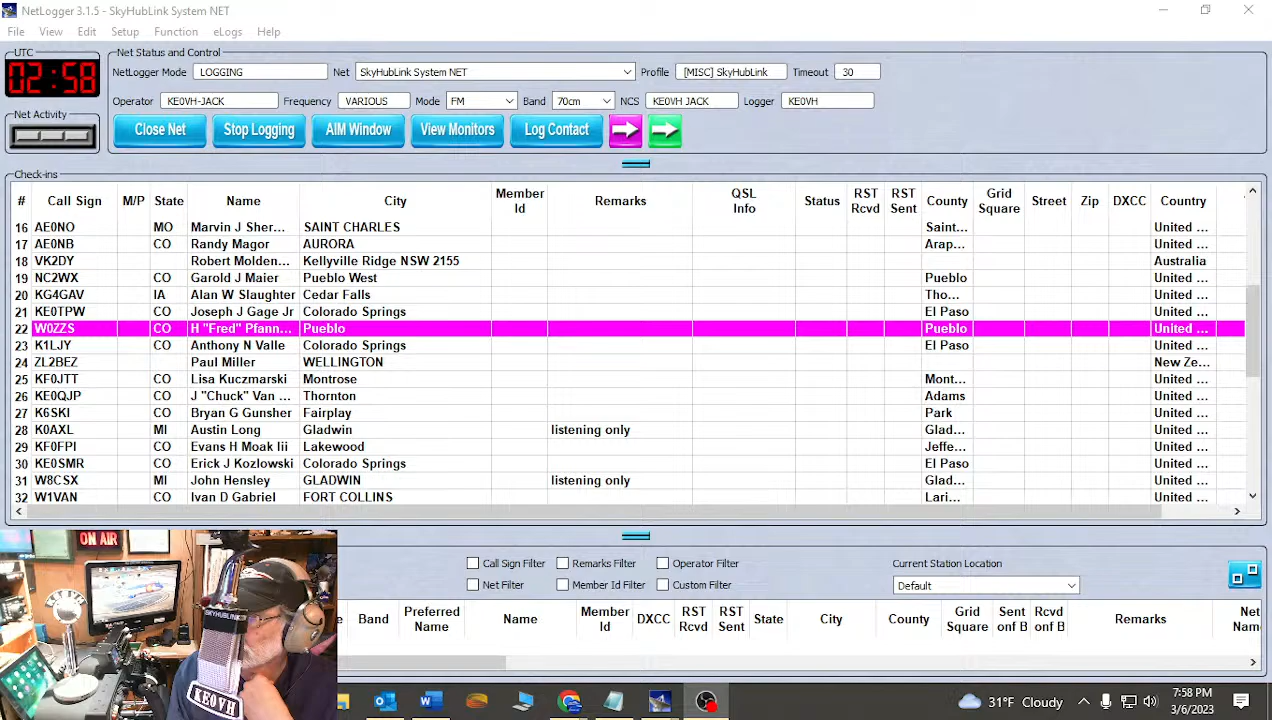 NetLogger 3.1.5 - SkyHubLink System NET
File View Edit Setup Function eLogs Help
UTC
02:58
Net Activity
Net Status and Control
NetLogger Mode LOGGING Net SkyHubLink System NET Profile [MISC] SkyHubLink Timeout 30
Operator KE0VH-JACK Frequency VARIOUS Mode FM Band 70cm NCS KE0VH JACK Logger KE0VH
Close Net Stop Logging AIM Window View Monitors Log Contact
Check-ins
# Call Sign M/P State Name City Member Id Remarks QSL Info Status RST Rcvd RST Sent County Grid Square Street Zip DXCC Country
16 AE0NO MO Marvin J Sher... SAINT CHARLES Saint... United ...
17 AE0NB CO Randy Magor AURORA Arap... United ...
18 VK2DY Robert Molden... Kellyville Ridge NSW 2155 Australia
19 NC2WX CO Garold J Maier Pueblo West Pueblo United ...
20 KG4GAV IA Alan W Slaughter Cedar Falls Tho... United ...
21 KE0TPW CO Joseph J Gage Jr Colorado Springs El Paso United ...
22 W0ZZS CO H "Fred" Pfann... Pueblo Pueblo United ...
23 K1LJY CO Anthony N Valle Colorado Springs El Paso United ...
24 ZL2BEZ Paul Miller WELLINGTON New Ze...
25 KF0JTT CO Lisa Kuczmarski Montrose Mont... United ...
26 KE0QJP CO J "Chuck" Van ... Thornton Adams United ...
27 K6SKI CO Bryan G Gunsher Fairplay Park United ...
28 K0AXL MI Austin Long Gladwin listening only Glad... United ...
29 KF0FPI CO Evans H Moak Iii Lakewood Jeffe... United ...
30 KE0SMR CO Erick J Kozlowski Colorado Springs El Paso United ...
31 W8CSX MI John Hensley GLADWIN listening only Glad... United ...
32 W1VAN CO Ivan D Gabriel FORT COLLINS Lari... United ...
ON AIR
SKYHUBLINK
KE0VH
Call Sign Filter Remarks Filter Operator Filter
Net Filter Member Id Filter Custom Filter
Current Station Location
Default
e Band Preferred Name Name Member Id DXCC RST Rcvd RST Sent State City County Grid Square Sent onf B Rcvd onf B Remarks Net Name
31°F Cloudy
7:58 PM
3/6/2023